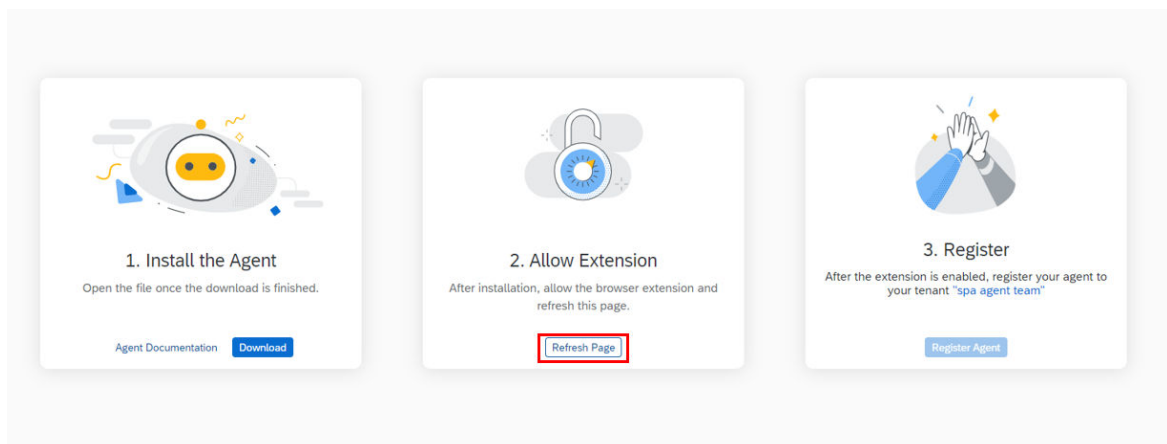 1. Install the Agent
Open the file once the download is finished.
Agent Documentation
Download
2. Allow Extension
After installation, allow the browser extension and
refresh this page.
Refresh Page
3. Register
After the extension is enabled, register your agent to
your tenant "spa agent team"
Register Agent